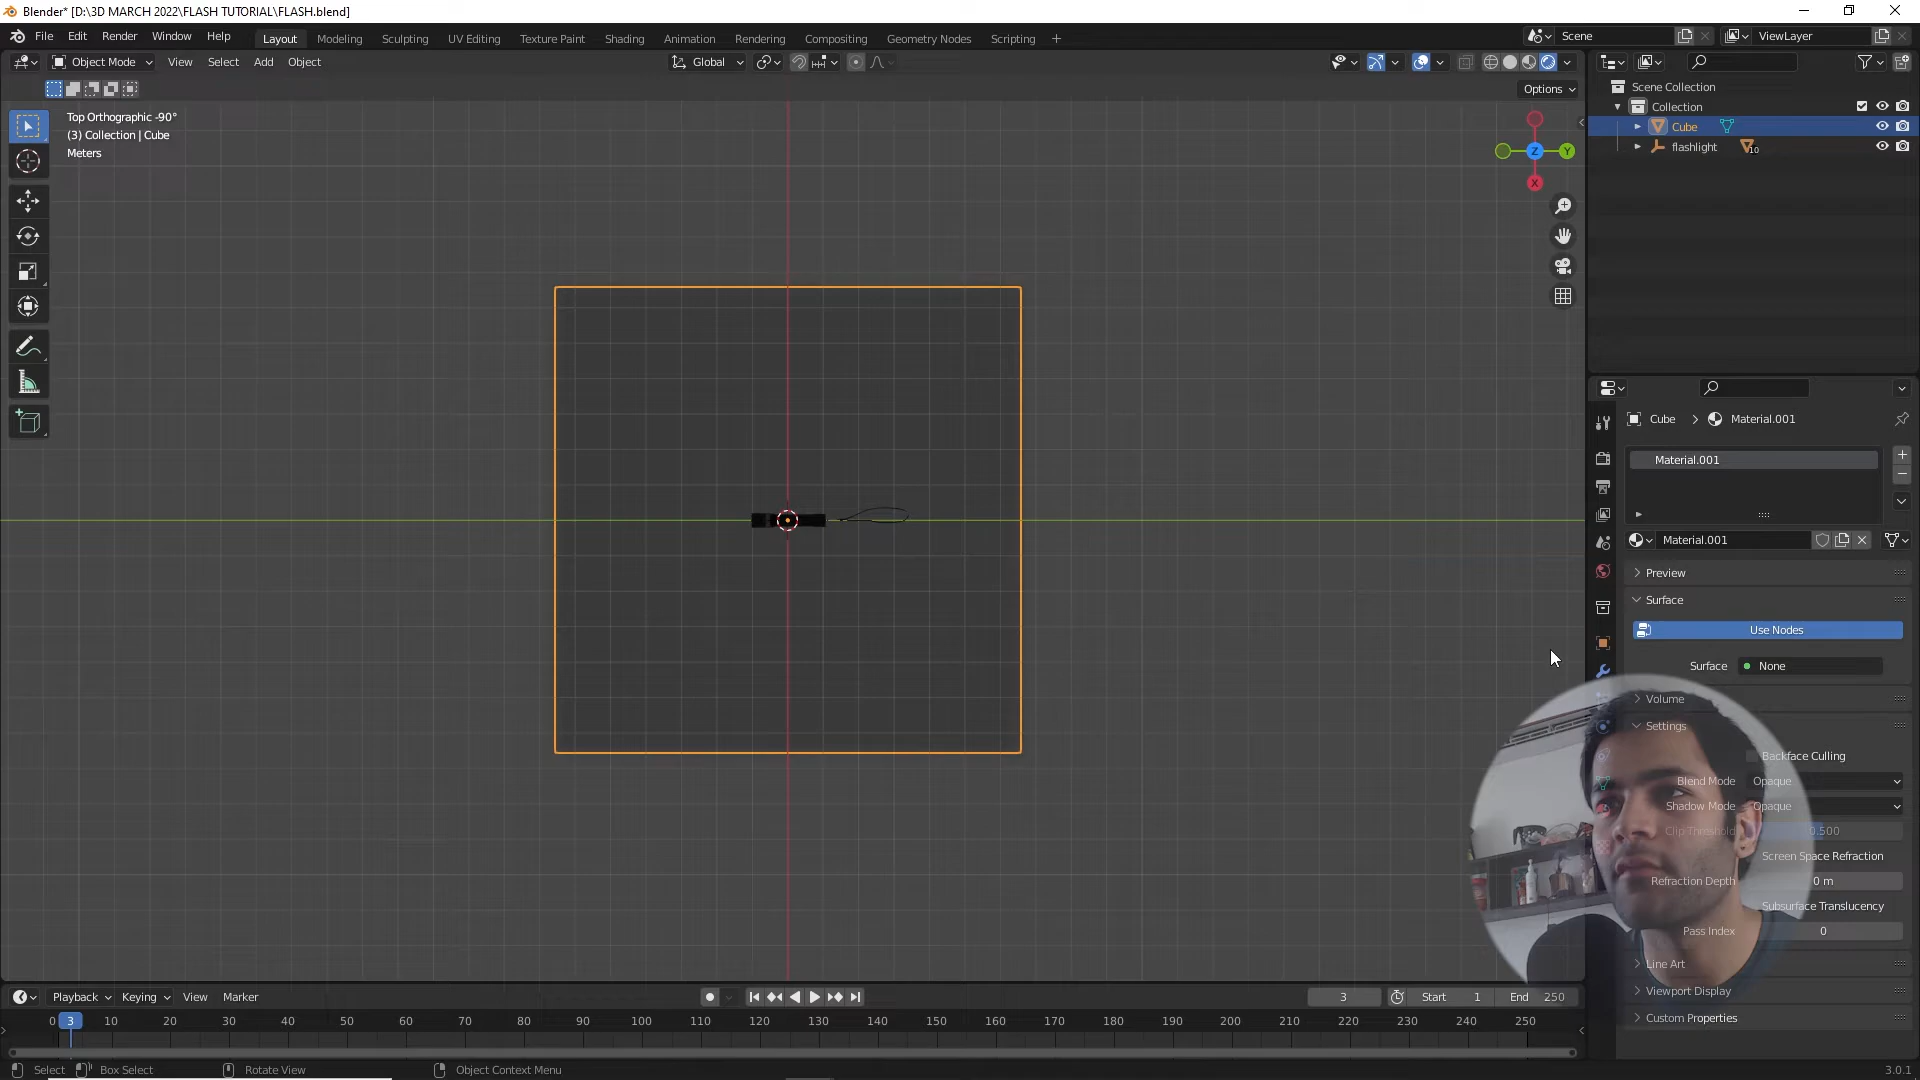 Blender* [D:\3D MARCH 2022\FLASH TUTORIAL\FLASH.blend]
File Edit Render Window Help Layout Modeling Sculpting UV Editing Texture Paint Shading Animation Rendering Compositing Geometry Nodes Scripting + Scene ViewLayer
Object Mode View Select Add Object Global
Options
Top Orthographic -90°
(3) Collection | Cube
Meters
Z
Y
X
Scene Collection
Collection
Cube
flashlight 10
Cube > Material.001
Material.001
Material.001
Preview
Surface
Use Nodes
Surface None
Volume
Settings
Backface Culling
Blend Mode Opaque
Shadow Mode Opaque
Clip Threshold 0.500
Screen Space Refraction
Refraction Depth 0 m
Subsurface Translucency
Pass Index 0
Line Art
Viewport Display
Custom Properties
Playback Keying View Marker 3 Start 1 End 250
0 3 10 20 30 40 50 60 70 80 90 100 110 120 130 140 150 160 170 180 190 200 210 220 230 240 250
Select Box Select Rotate View Object Context Menu 3.0.1